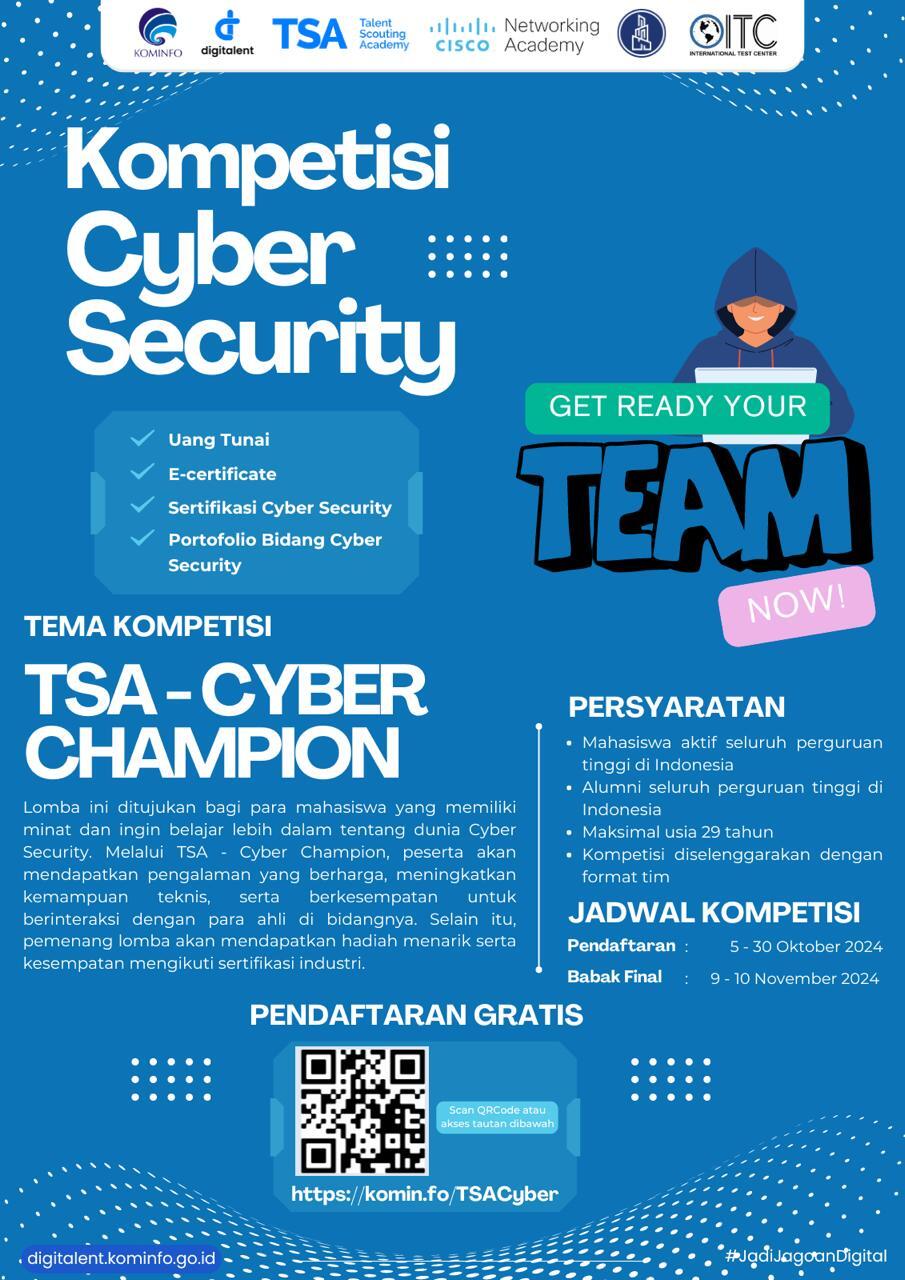 KOMINFO
digitalent
TSA Talent
Scouting
Academy
CISCO Networking
Academy
ITC
INTERNATIONAL TEST CENTER
Kompetisi
Cyber
Security
Uang Tunai
E-certificate
Sertifikasi Cyber Security
Portofolio Bidang Cyber
Security
GET READY YOUR
TEAM
NOW!
TEMA KOMPETISI
TSA - CYBER
CHAMPION
Lomba ini ditujukan bagi para mahasiswa yang memiliki
minat dan ingin belajar lebih dalam tentang dunia Cyber
Security. Melalui TSA - Cyber Champion, peserta akan
mendapatkan pengalaman yang berharga, meningkatkan
kemampuan teknis, serta berkesempatan untuk
berinteraksi dengan para ahli di bidangnya. Selain itu,
pemenang lomba akan mendapatkan hadiah menarik serta
kesempatan mengikuti sertifikasi industri.
PERSYARATAN
• Mahasiswa aktif seluruh perguruan
tinggi di Indonesia
• Alumni seluruh perguruan tinggi di
Indonesia
• Maksimal usia 29 tahun
• Kompetisi diselenggarakan dengan
format tim
JADWAL KOMPETISI
Pendaftaran : 5 - 30 Oktober 2024
Babak Final : 9 - 10 November 2024
PENDAFTARAN GRATIS
Scan QRCode atau
akses tautan dibawah
https://komin.fo/TSACyber
digitalent.kominfo.go.id
#JadiJagoanDigital